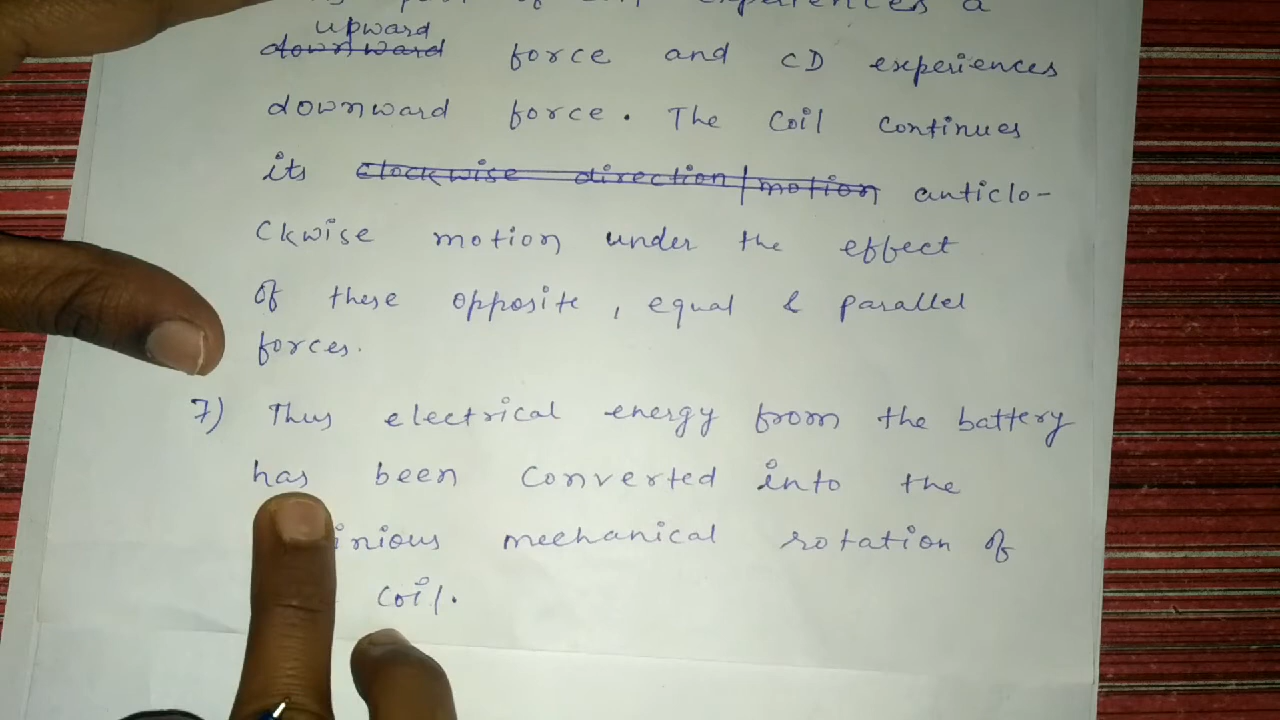 experiences a
upward
downward force and CD experiences
downward force. The coil continues
its clockwise direction/motion anticlo-
ckwise motion under the effect
of these opposite, equal & parallel
forces.
7) Thus electrical energy from the battery
has been converted into the
inious mechanical rotation of
coil.